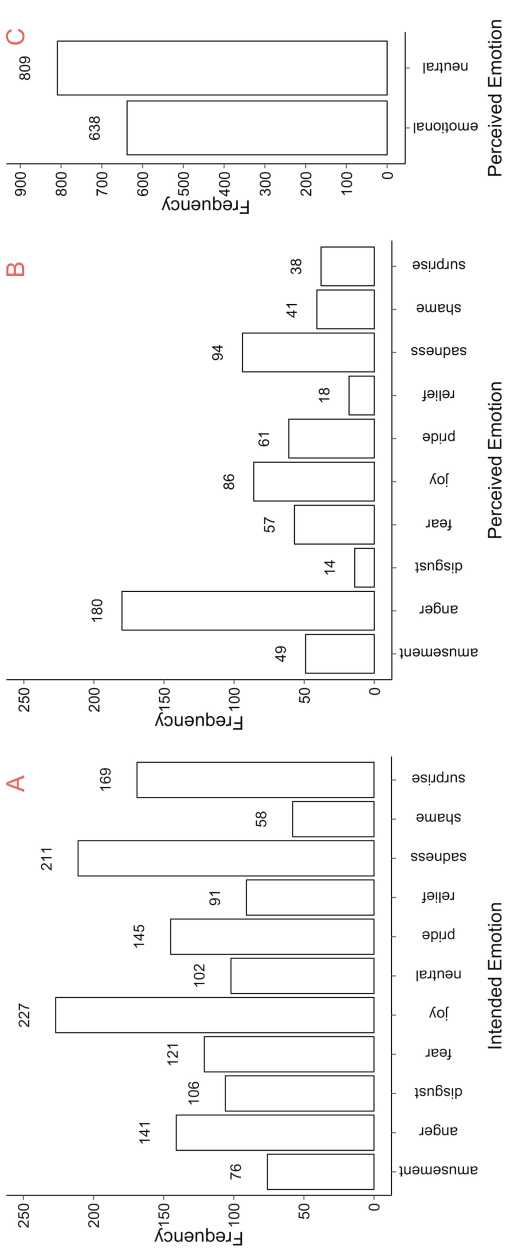 A
250
200
150
100
50
0
Frequency
76
141
106
121
227
102
145
91
211
58
169
amusement
anger
disgust
fear
joy
neutral
pride
relief
sadness
shame
surprise
Intended Emotion
B
250
200
150
100
50
0
Frequency
49
180
14
57
86
61
18
94
41
38
amusement
anger
disgust
fear
joy
pride
relief
sadness
shame
surprise
Perceived Emotion
C
900
800
700
600
500
400
300
200
100
0
Frequency
638
809
emotional
neutral
Perceived Emotion